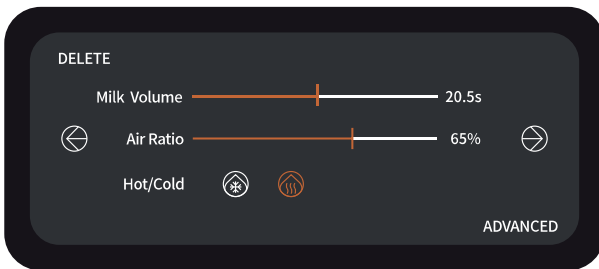 DELETE
Milk Volume 20.5s
Air Ratio 65%
Hot/Cold
ADVANCED